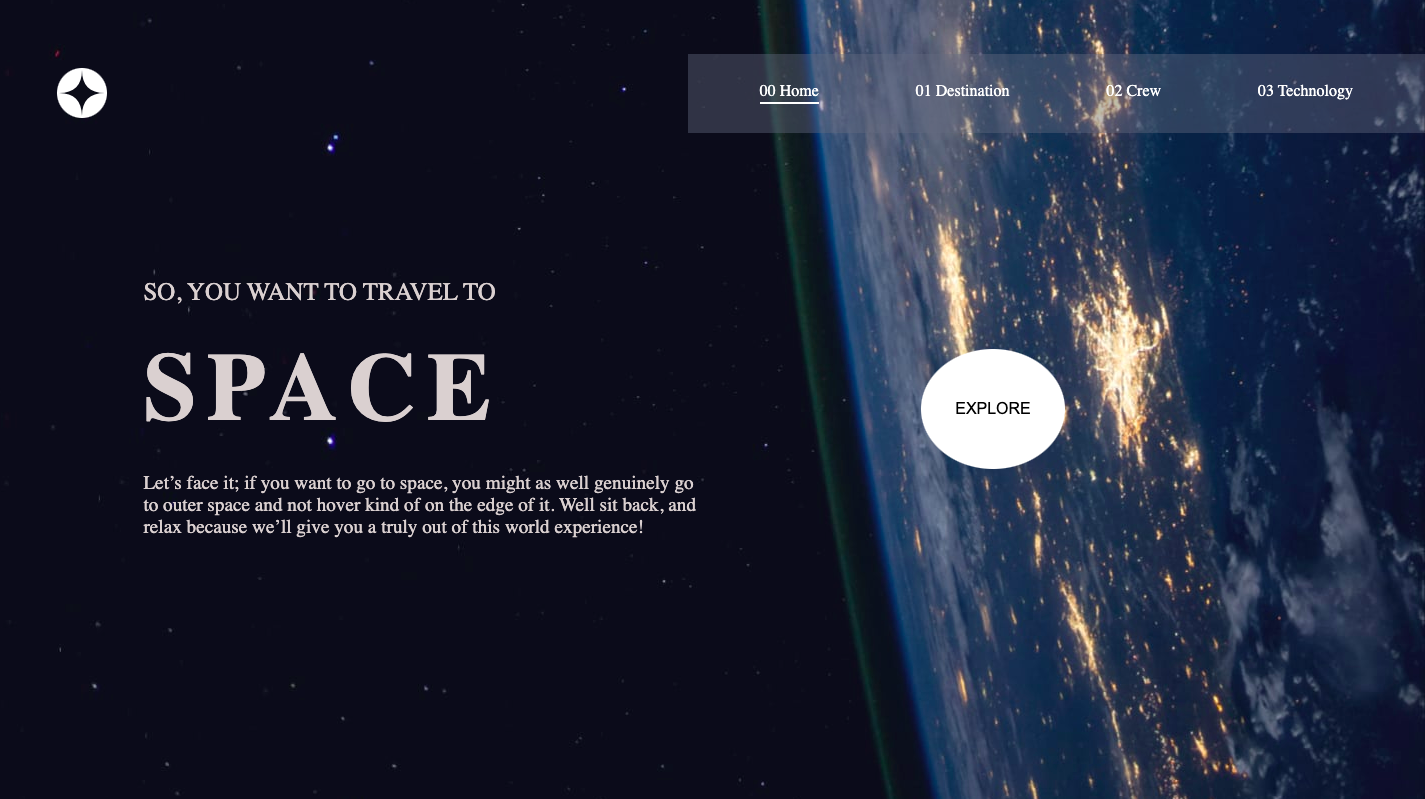 00 Home
01 Destination
02 Crew
03 Technology
SO, YOU WANT TO TRAVEL TO
SPACE
Let’s face it; if you want to go to space, you might as well genuinely go
to outer space and not hover kind of on the edge of it. Well sit back, and
relax because we’ll give you a truly out of this world experience!
EXPLORE